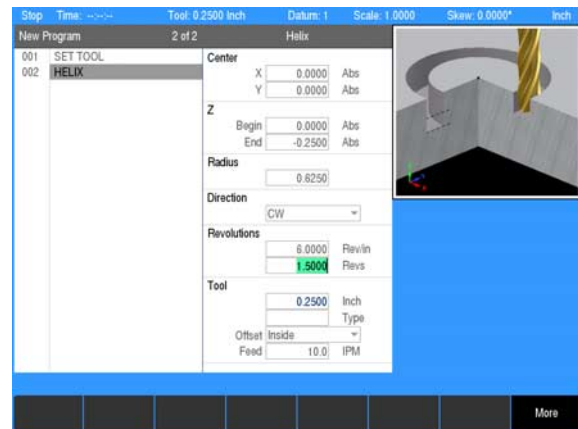 Stop Time: --:--:-- Tool: 0.2500 Inch Datum: 1 Scale: 1.0000 Skew: 0.0000° Inch
New Program 2 of 2 Helix
001 SET TOOL
002 HELIX
Center
X 0.0000 Abs
Y 0.0000 Abs
Z
Begin 0.0000 Abs
End -0.2500 Abs
Radius
0.6250
Direction
CW
Revolutions
6.0000 Rev/in
1.5000 Revs
Tool
0.2500 Inch
Type
Offset Inside
Feed 10.0 IPM
More